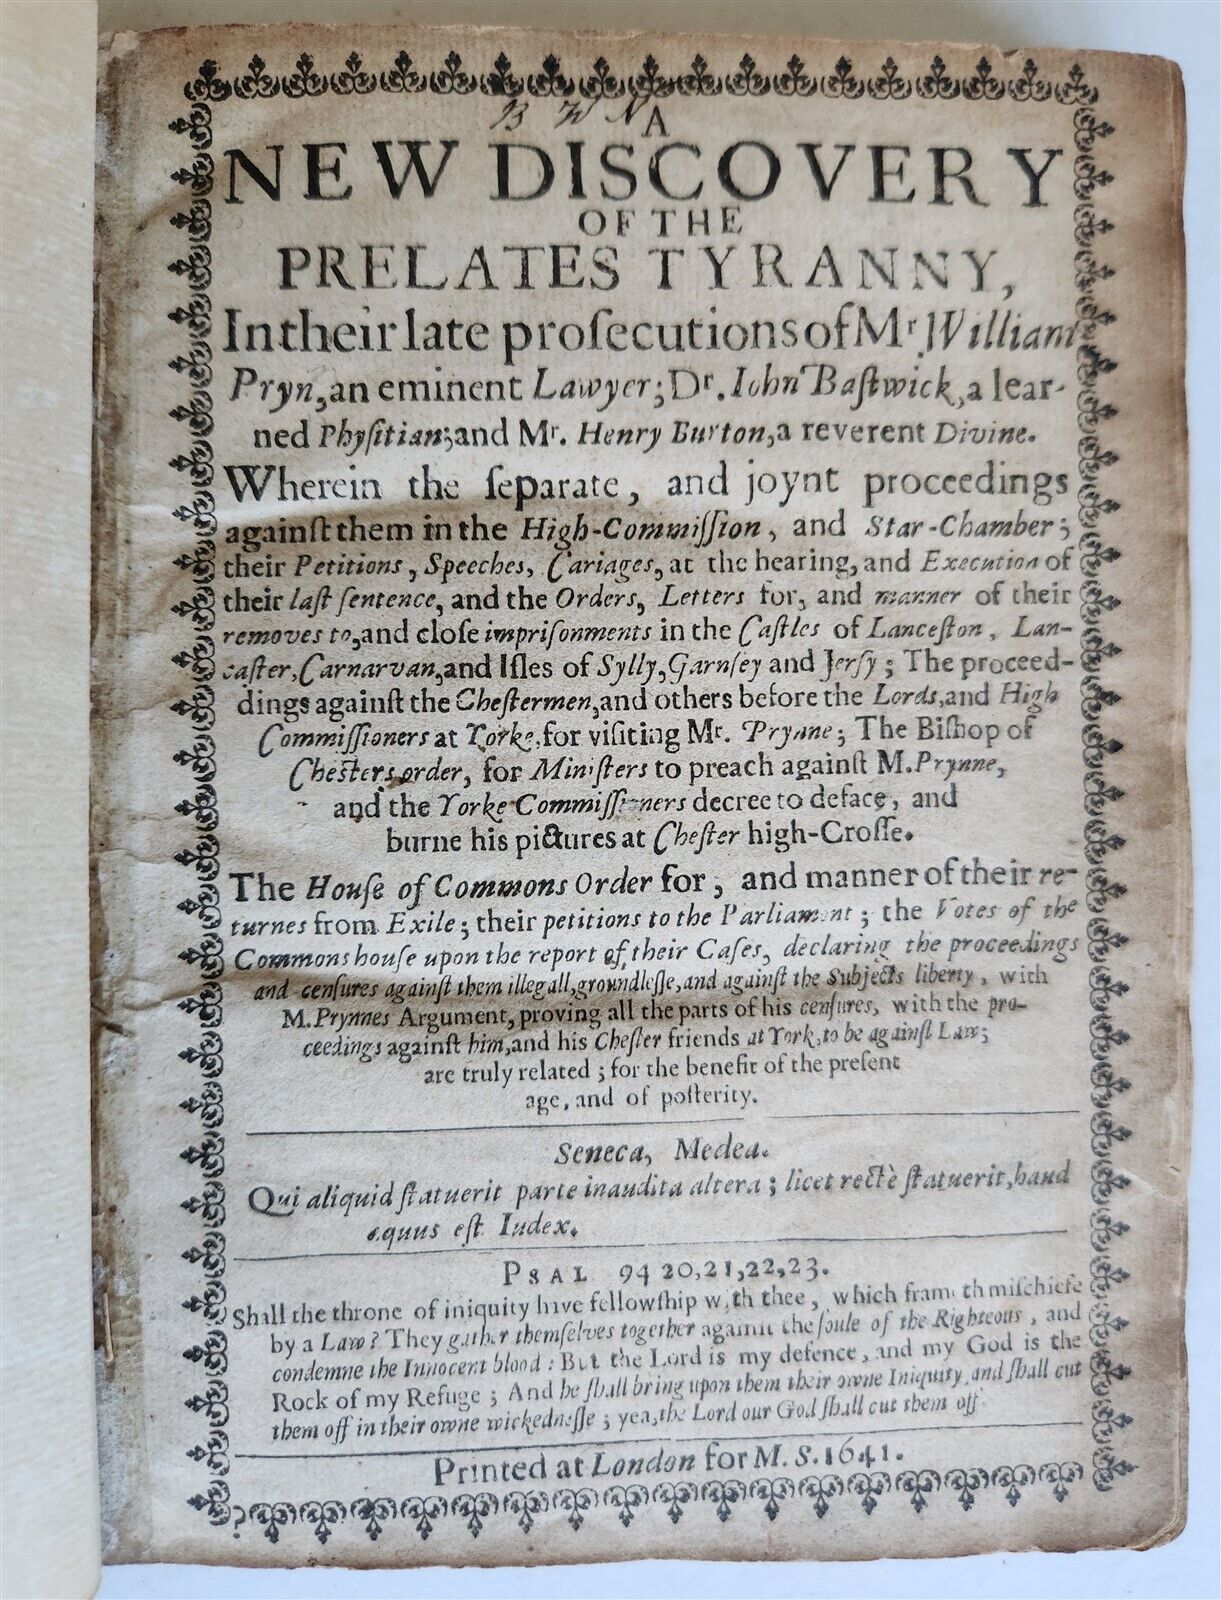 B W N
A
NEW DISCOVERY
OF THE
PRELATES TYRANNY,
In their late proſecutions of Mr. William
Pryn, an eminent Lawyer; Dr. Iohn Baſtwick, a lear-
ned Phyſitian; and Mr. Henry Burton, a reverent Divine.
Wherein the ſeparate, and joynt proceedings
againſt them in the High-Commiſſion, and Star-Chamber;
their Petitions, Speeches, Cariages, at the hearing, and Execution of
their laſt ſentence, and the Orders, Letters for, and manner of their
removes to, and cloſe impriſonments in the Caſtles of Lanceſton, Lan-
caſter, Carnarvan, and Iſles of Sylly, Garnſey and Jerſy; The proceed-
dings againſt the Cheſtermen, and others before the Lords, and High
Commiſſioners at Yorke, for viſiting Mr. Prynne; The Biſhop of
Cheſters order, for Miniſters to preach againſt M. Prynne,
and the Yorke Commiſſioners decree to deface, and
burne his pictures at Cheſter high-Croſſe.
The Houſe of Commons Order for, and manner of their re-
turnes from Exile; their petitions to the Parliament; the Votes of the
Commons houſe upon the report of their Caſes, declaring the proceedings
and cenſures againſt them illegall, groundleſſe, and againſt the Subjects liberty, with
M. Prynnes Argument, proving all the parts of his cenſures, with the pro-
ceedings againſt him, and his Cheſter friends at York, to be againſt Law;
are truly related; for the benefit of the preſent
age, and of poſterity.
Seneca, Medea.
Qui aliquid ſtatuerit parte inaudita altera; licet rectè ſtatuerit, haud
æquus eſt Iudex.
PSAL 94 20,21,22,23.
Shall the throne of iniquity have fellowſhip with thee, which frameth miſchiefe
by a Law? They gather themſelves together againſt the ſoule of the Righteous, and
condemne the Innocent blood: But the Lord is my defence, and my God is the
Rock of my Refuge; And he ſhall bring upon them their owne Iniquity, and ſhall cut
them off in their owne wickedneſſe; yea, the Lord our God ſhall cut them off.
Printed at London for M. S. 1641.